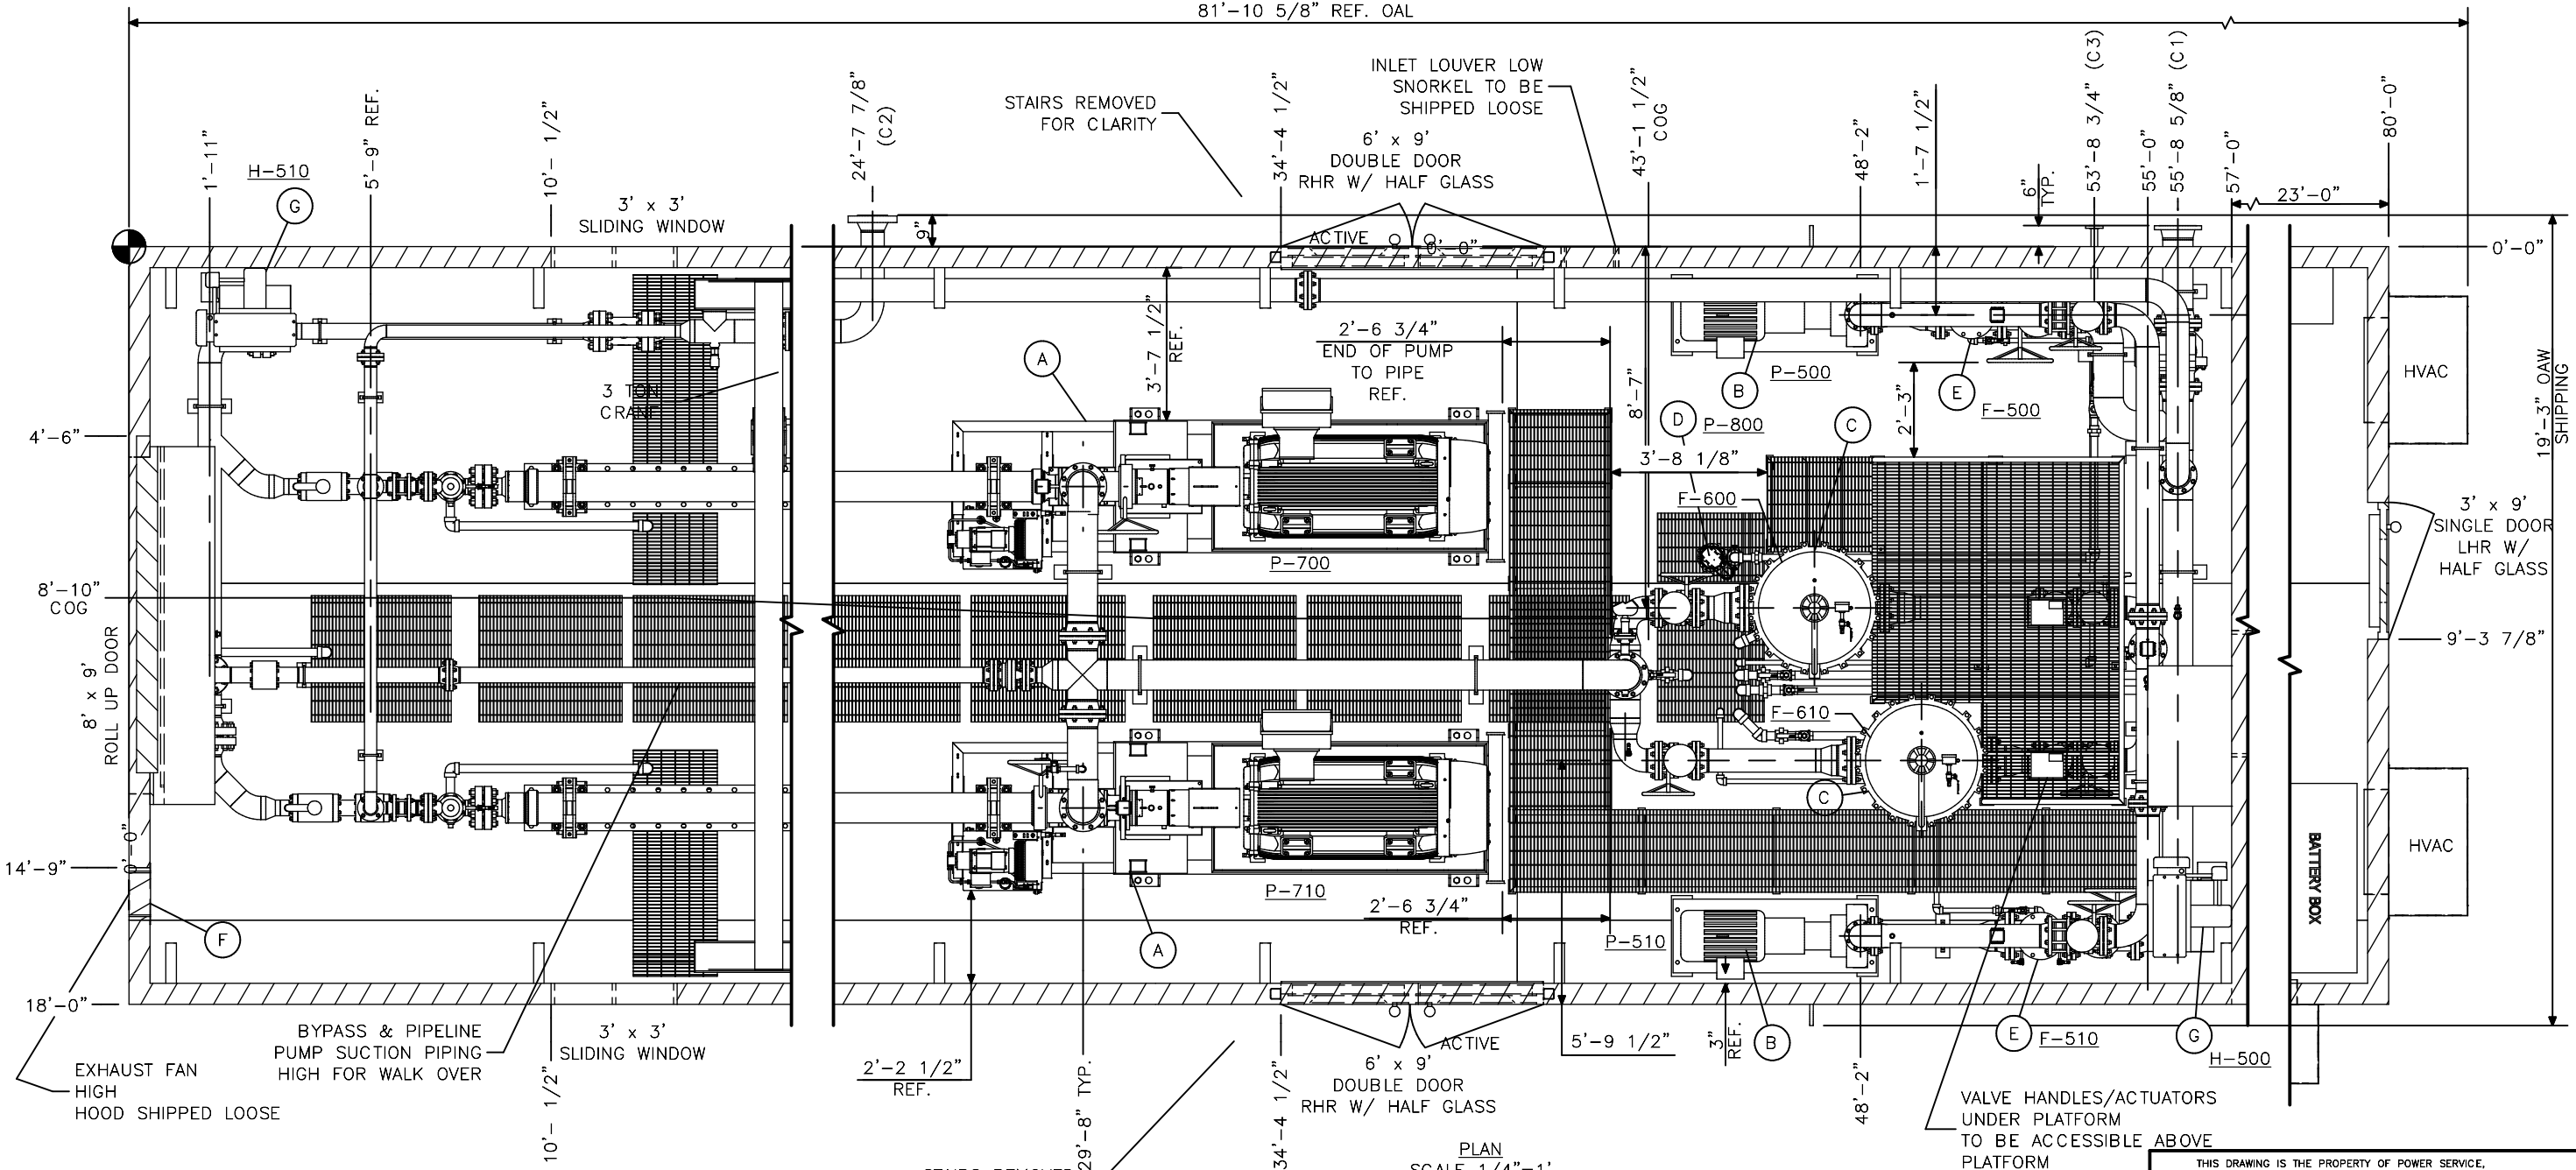 81'-10 5/8" REF. OAL
1'-11"
H-510
G
5'-9" REF.
10'- 1/2"
3' x 3'
SLIDING WINDOW
24'-7 7/8"
(C2)
9"
STAIRS REMOVED
FOR CLARITY
34'-4 1/2"
INLET LOUVER LOW
SNORKEL TO BE
SHIPPED LOOSE
6' x 9'
DOUBLE DOOR
RHR W/ HALF GLASS
ACTIVE
0'-0"
43'-1 1/2"
COG
48'-2"
1'-7 1/2"
6"
TYP.
53'-8 3/4" (C3)
55'-0"
55'-8 5/8" (C1)
57'-0"
23'-0"
80'-0"
0'-0"
19'-3" OAW
SHIPPING
HVAC
3 TON
CRANE
A
3'-7 1/2"
REF.
2'-6 3/4"
END OF PUMP
TO PIPE
REF.
8'-7"
B
P-500
E
F-500
2'-3"
D
P-800
C
3'-8 1/8"
F-600
4'-6"
P-700
3' x 9'
SINGLE DOOR
LHR W/
HALF GLASS
8'-10"
COG
9'-3 7/8"
8' x 9'
ROLL UP DOOR
F-610
C
0'-0"
14'-9"
F
P-710
A
2'-6 3/4"
REF.
P-510
B
HVAC
BATTERY BOX
18'-0"
BYPASS & PIPELINE
PUMP SUCTION PIPING
HIGH FOR WALK OVER
3' x 3'
SLIDING WINDOW
EXHAUST FAN
HIGH
HOOD SHIPPED LOOSE
10'- 1/2"
2'-2 1/2"
REF.
29'-8" TYP.
34'-4 1/2"
ACTIVE
6' x 9'
DOUBLE DOOR
RHR W/ HALF GLASS
5'-9 1/2"
3"
REF.
48'-2"
E
F-510
G
H-500
VALVE HANDLES/ACTUATORS
UNDER PLATFORM
TO BE ACCESSIBLE ABOVE
PLATFORM
PLAN
SCALE 1/4"=1'
STAIRS REMOVED
THIS DRAWING IS THE PROPERTY OF POWER SERVICE,